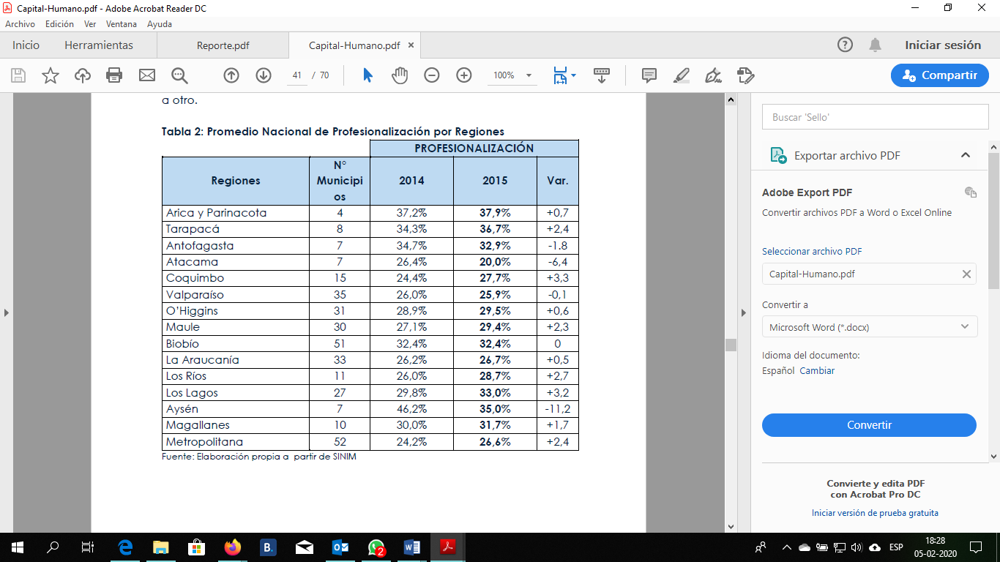 Capital-Humano.pdf - Adobe Acrobat Reader DC
Archivo Edición Ver Ventana Ayuda
Inicio Herramientas Reporte.pdf Capital-Humano.pdf × Iniciar sesión
41 / 70 100% Compartir
a otro.
Tabla 2: Promedio Nacional de Profesionalización por Regiones
PROFESIONALIZACIÓN
Regiones N° Municipi os 2014 2015 Var.
Arica y Parinacota 4 37,2% 37,9% +0,7
Tarapacá 8 34,3% 36,7% +2,4
Antofagasta 7 34,7% 32,9% -1.8
Atacama 7 26,4% 20,0% -6,4
Coquimbo 15 24,4% 27,7% +3,3
Valparaíso 35 26,0% 25,9% -0,1
O’Higgins 31 28,9% 29,5% +0,6
Maule 30 27,1% 29,4% +2,3
Biobío 51 32,4% 32,4% 0
La Araucanía 33 26,2% 26,7% +0,5
Los Ríos 11 26,0% 28,7% +2,7
Los Lagos 27 29,8% 33,0% +3,2
Aysén 7 46,2% 35,0% -11,2
Magallanes 10 30,0% 31,7% +1,7
Metropolitana 52 24,2% 26,6% +2,4
Fuente: Elaboración propia a partir de SINIM
Buscar 'Sello'
Exportar archivo PDF
Adobe Export PDF
Convertir archivos PDF a Word o Excel Online
Seleccionar archivo PDF
Capital-Humano.pdf
Convertir a
Microsoft Word (*.docx)
Idioma del documento:
Español Cambiar
Convertir
Convierte y edita PDF
con Acrobat Pro DC
Iniciar versión de prueba gratuita
B. 2 ESP 18:28
05-02-2020